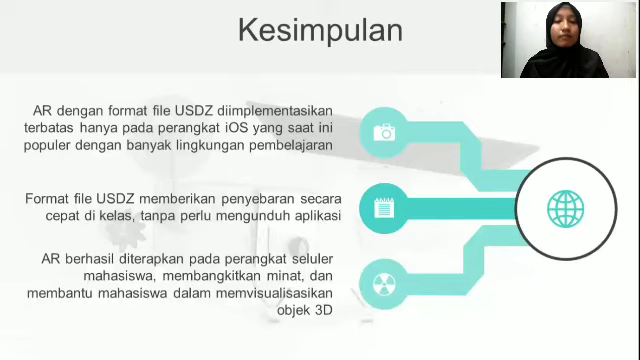 Kesimpulan
AR dengan format file USDZ diimplementasikan
terbatas hanya pada perangkat iOS yang saat ini
populer dengan banyak lingkungan pembelajaran
Format file USDZ memberikan penyebaran secara
cepat di kelas, tanpa perlu mengunduh aplikasi
AR berhasil diterapkan pada perangkat seluler
mahasiswa, membangkitkan minat, dan
membantu mahasiswa dalam memvisualisasikan
objek 3D